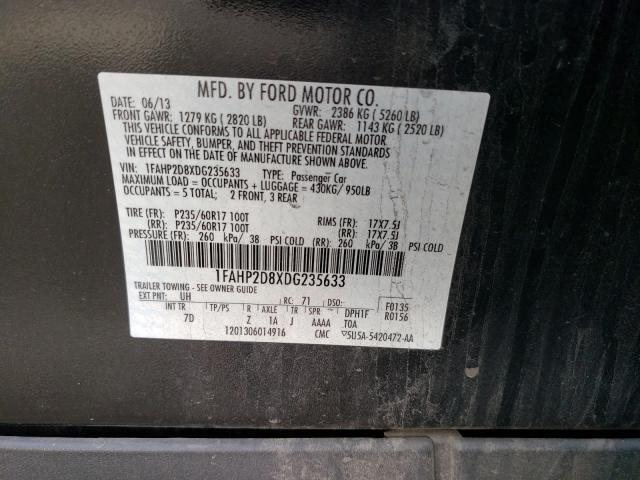 MFD. BY FORD MOTOR CO.
DATE: 06/13 GVWR: 2386 KG ( 5260 LB)
FRONT GAWR: 1279 KG ( 2820 LB) REAR GAWR: 1143 KG ( 2520 LB)
THIS VEHICLE CONFORMS TO ALL APPLICABLE FEDERAL MOTOR
VEHICLE SAFETY, BUMPER, AND THEFT PREVENTION STANDARDS
IN EFFECT ON THE DATE OF MANUFACTURE SHOWN ABOVE.
VIN: 1FAHP2D8XDG235633 TYPE: Passenger Car
MAXIMUM LOAD = OCCUPANTS + LUGGAGE = 430KG/950LB
OCCUPANTS = 5 TOTAL; 2 FRONT, 3 REAR
TIRE (FR): P235/60R17 100T RIMS (FR): 17X7.5J
(RR): P235/60R17 100T (RR): 17X7.5J
PRESSURE (FR): 260 kPa/ 38 PSI COLD (RR) 260 kPa/ 38 PSI COLD
1FAHP2D8XDG235633
TRAILER TOWING - SEE OWNER GUIDE
EXT PNT: UH RC: 71 DSO: F0135
INT TR TP/PS R AXLE TR SPR DPH1F R0156
7D Z 1A J AAAA TOA
1201306014916 CMC ▽5U5A-5420472-AA